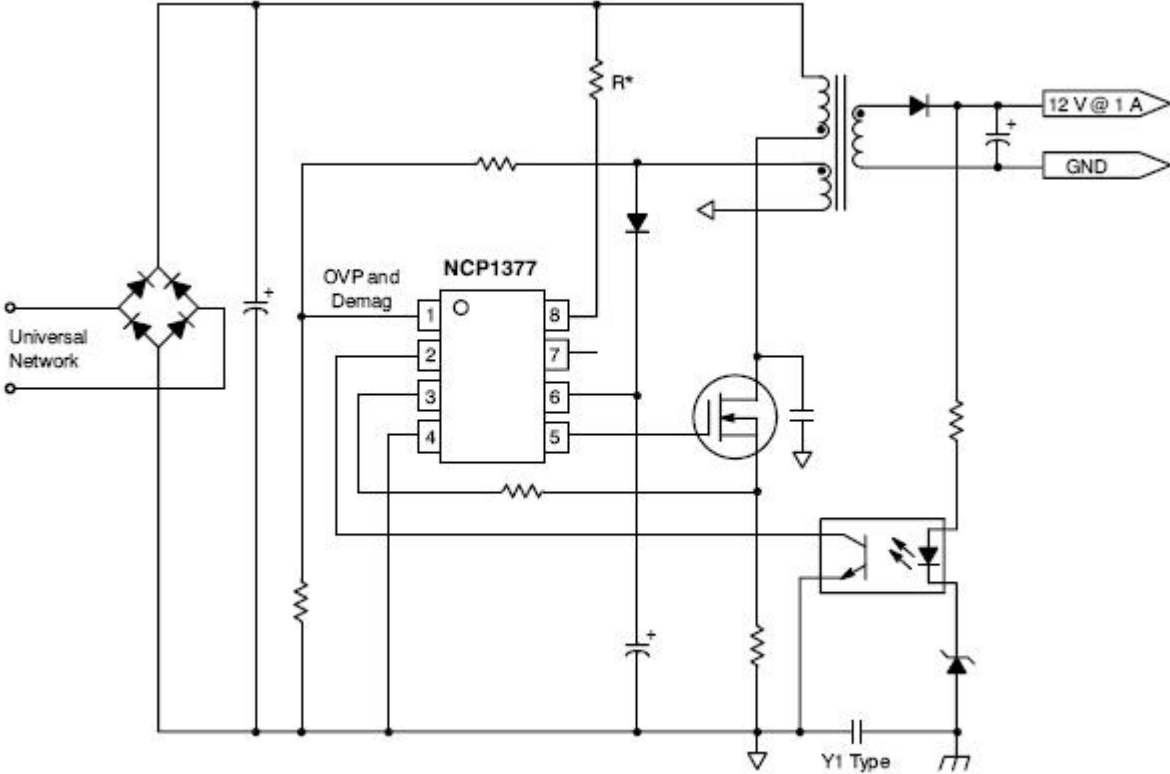 R*
12 V @ 1 A
GND
NCP1377
OVP and
Demag
1
8
2
7
3
6
4
5
Universal
Network
+
+
+
+
Y1 Type